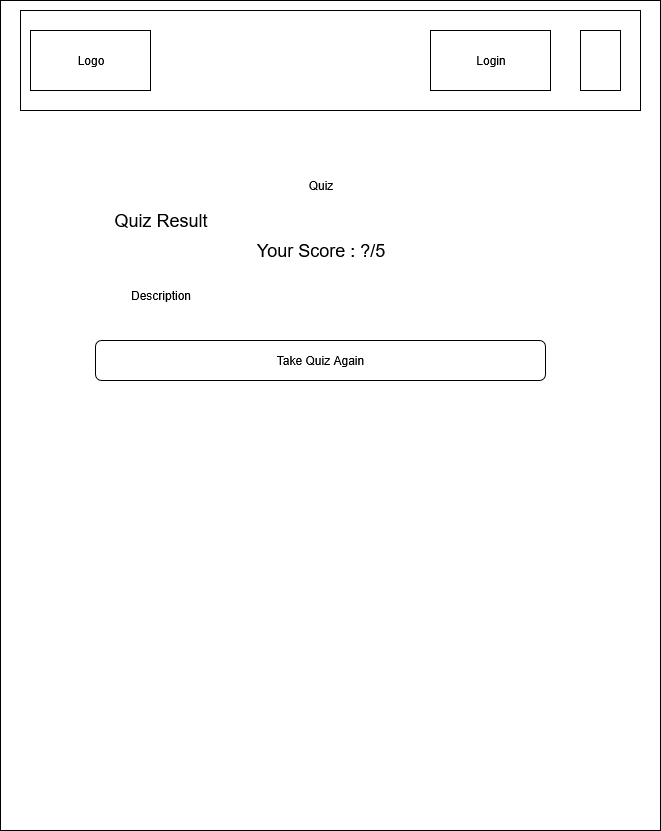 Logo
Login
Quiz
Quiz Result
Your Score : ?/5
Description
Take Quiz Again